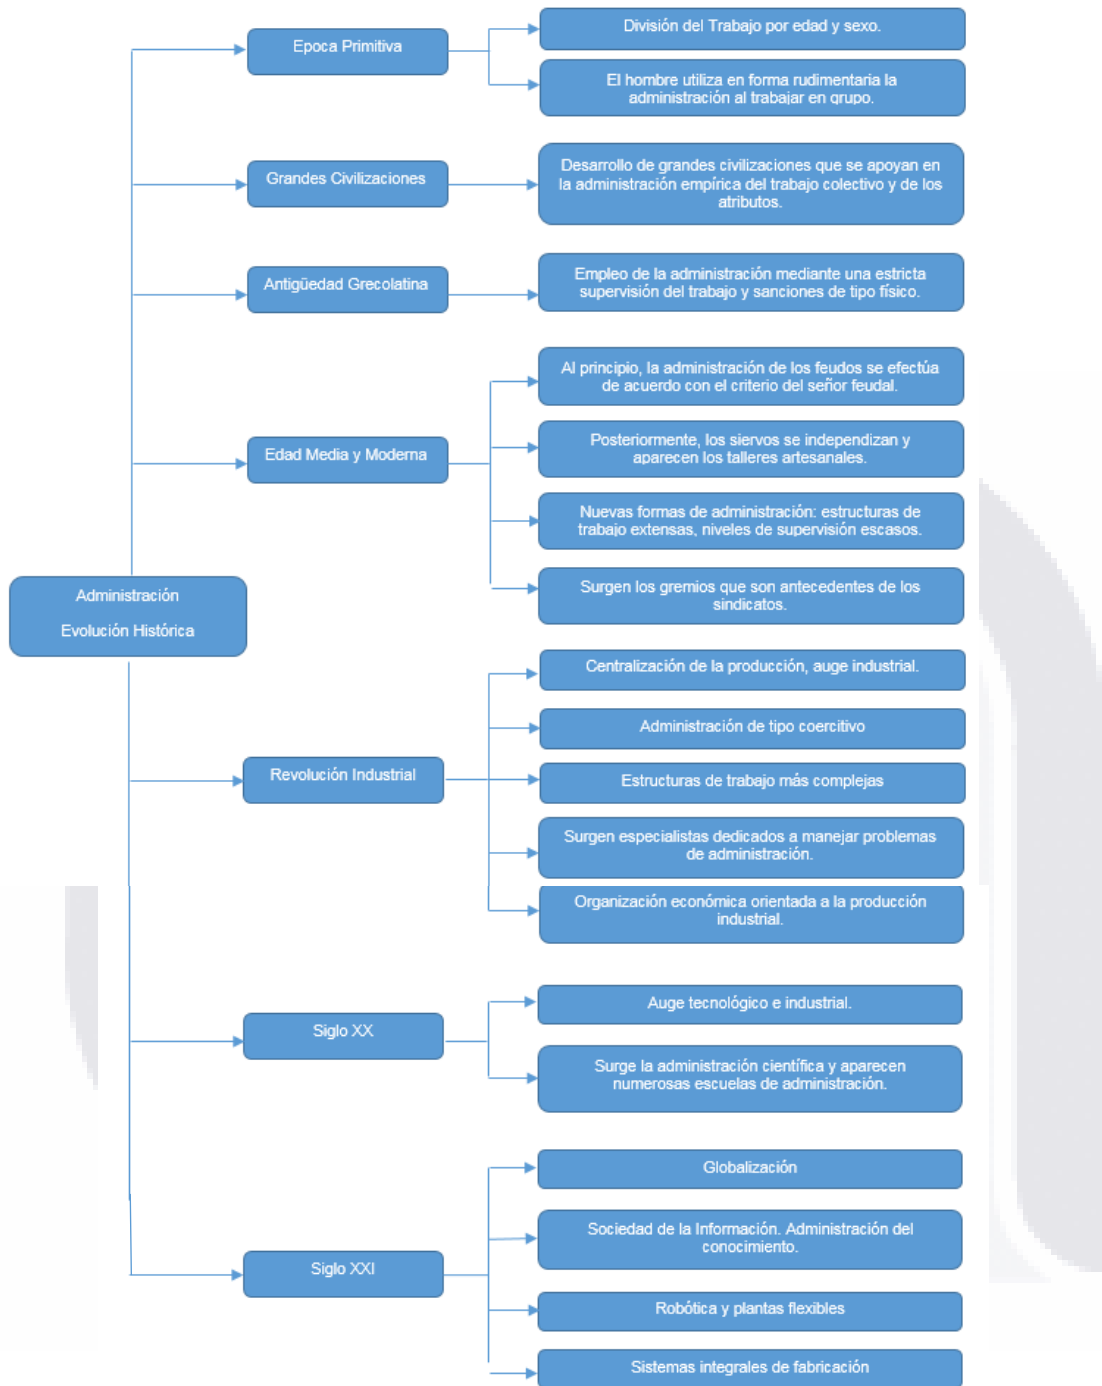 Epoca Primitiva
División del Trabajo por edad y sexo.
El hombre utiliza en forma rudimentaria la
administración al trabajar en grupo.
Grandes Civilizaciones
Desarrollo de grandes civilizaciones que se apoyan en
la administración empírica del trabajo colectivo y de los
atributos.
Antigüedad Grecolatina
Empleo de la administración mediante una estricta
supervisión del trabajo y sanciones de tipo físico.
Edad Media y Moderna
Al principio, la administración de los feudos se efectúa
de acuerdo con el criterio del señor feudal.
Posteriormente, los siervos se independizan y
aparecen los talleres artesanales.
Nuevas formas de administración: estructuras de
trabajo extensas, niveles de supervisión escasos.
Surgen los gremios que son antecedentes de los
sindicatos.
Administración
Evolución Histórica
Revolución Industrial
Centralización de la producción, auge industrial.
Administración de tipo coercitivo
Estructuras de trabajo más complejas
Surgen especialistas dedicados a manejar problemas
de administración.
Organización económica orientada a la producción
industrial.
Siglo XX
Auge tecnológico e industrial.
Surge la administración científica y aparecen
numerosas escuelas de administración.
Siglo XXI
Globalización
Sociedad de la Información. Administración del
conocimiento.
Robótica y plantas flexibles
Sistemas integrales de fabricación